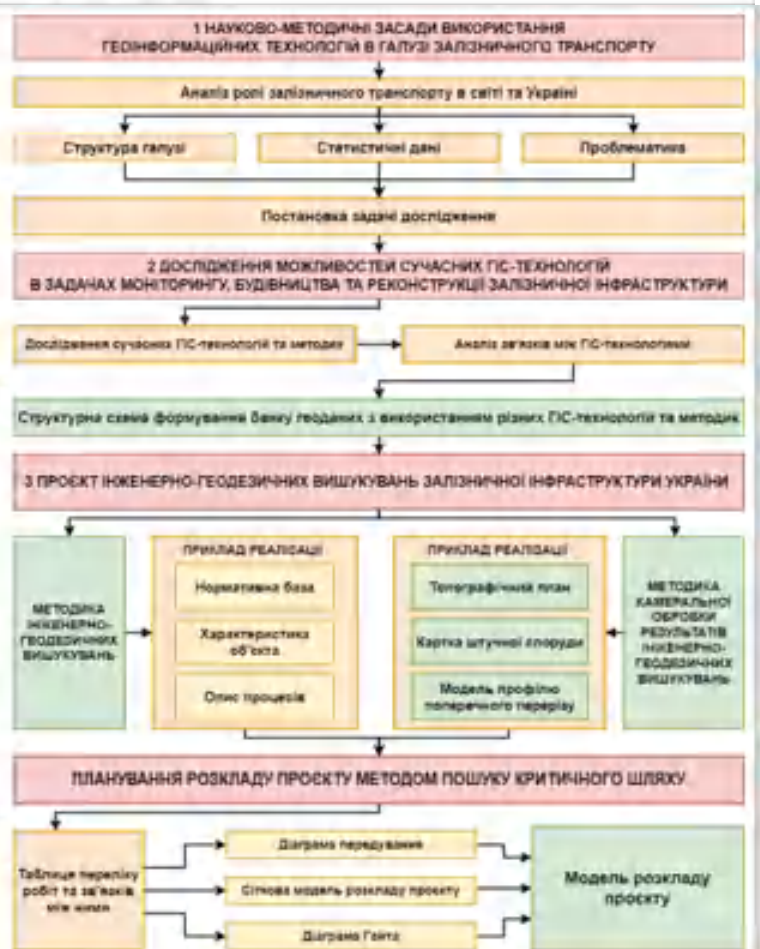 1 НАУКОВО-МЕТОДИЧНІ ЗАСАДИ ВИКОРИСТАННЯ
ГЕОІНФОРМАЦІЙНИХ ТЕХНОЛОГІЙ В ГАЛУЗІ ЗАЛІЗНИЧНОГО ТРАНСПОРТУ
Аналіз ролі залізничного транспорту в світі та Україні
Структура галузі
Статистичні дані
Проблематика
Постановка задачі дослідження
2 ДОСЛІДЖЕННЯ МОЖЛИВОСТЕЙ СУЧАСНИХ ГІС-ТЕХНОЛОГІЙ
В ЗАДАЧАХ МОНІТОРИНГУ, БУДІВНИЦТВА ТА РЕКОНСТРУКЦІЇ ЗАЛІЗНИЧНОЇ ІНФРАСТРУКТУРИ
Дослідження сучасних ГІС-технологій та методик
Аналіз зв'язків між ГІС-технологіями
Структурна схема формування банку геоданих з використанням різних ГІС-технологій та методик
3 ПРОЄКТ ІНЖЕНЕРНО-ГЕОДЕЗИЧНИХ ВИШУКУВАНЬ ЗАЛІЗНИЧНОЇ ІНФРАСТРУКТУРИ УКРАЇНИ
МЕТОДИКА
ІНЖЕНЕРНО-
ГЕОДЕЗИЧНИХ
ВИШУКУВАНЬ
ПРИКЛАД РЕАЛІЗАЦІЇ
Нормативна база
Характеристика
об'єкта
Опис процесів
ПРИКЛАД РЕАЛІЗАЦІЇ
Топографічний план
Картка штучної споруди
Модель профілю
поперечного перерізу
МЕТОДИКА
КАМЕРАЛЬНОЇ
ОБРОБКИ
РЕЗУЛЬТАТІВ
ІНЖЕНЕРНО-
ГЕОДЕЗИЧНИХ
ВИШУКУВАНЬ
ПЛАНУВАННЯ РОЗКЛАДУ ПРОЄКТУ МЕТОДОМ ПОШУКУ КРИТИЧНОГО ШЛЯХУ
Таблиця переліку
робіт та зв'язків
між ними
Діаграма передування
Сіткова модель розкладу проєкту
Діаграма Ганта
Модель розкладу
проєкту